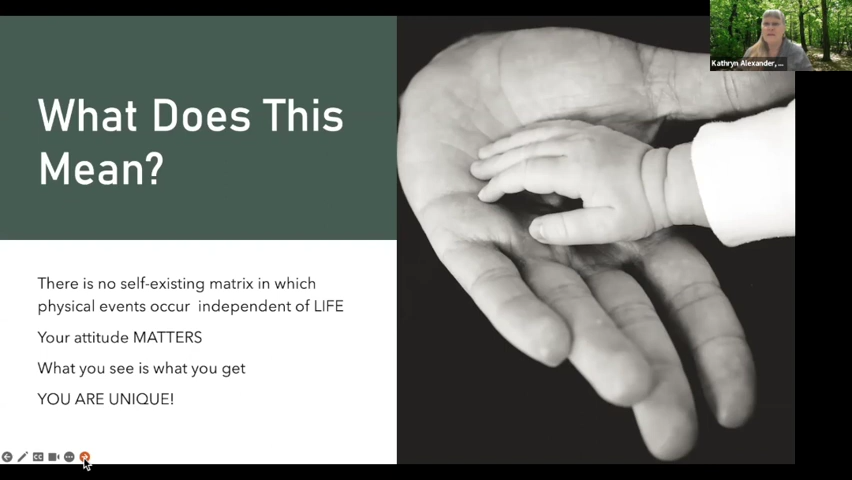 What Does This
Mean?
There is no self-existing matrix in which
physical events occur independent of LIFE
Your attitude MATTERS
What you see is what you get
YOU ARE UNIQUE!
Kathryn Alexander, ...
CC